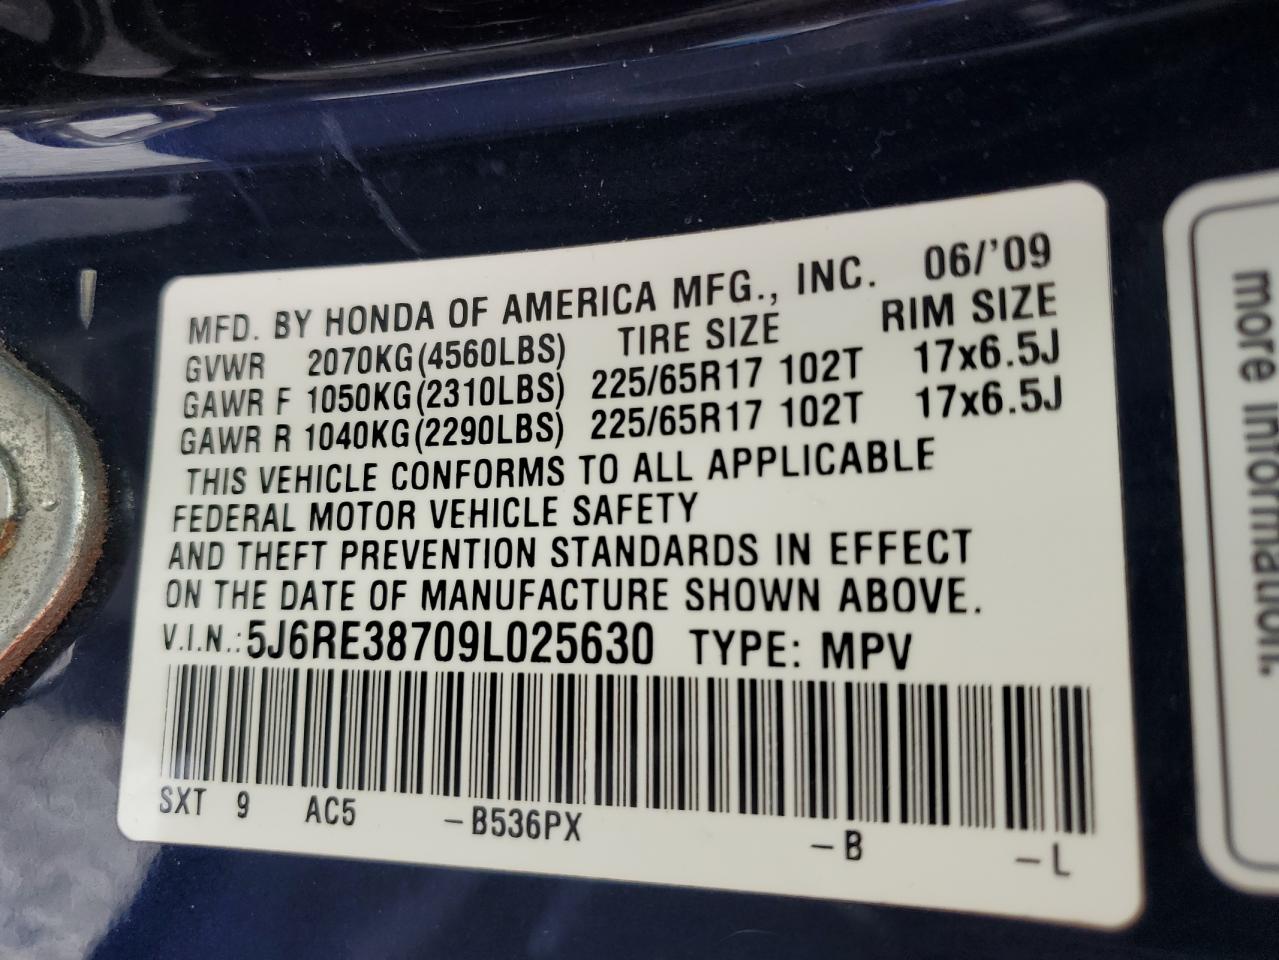 MFD. BY HONDA OF AMERICA MFG., INC. 06/'09
GVWR 2070KG(4560LBS) TIRE SIZE RIM SIZE
GAWR F 1050KG(2310LBS) 225/65R17 102T 17x6.5J
GAWR R 1040KG(2290LBS) 225/65R17 102T 17x6.5J
THIS VEHICLE CONFORMS TO ALL APPLICABLE
FEDERAL MOTOR VEHICLE SAFETY
AND THEFT PREVENTION STANDARDS IN EFFECT
ON THE DATE OF MANUFACTURE SHOWN ABOVE.
V.I.N.: 5J6RE38709L025630 TYPE: MPV
SXT 9 AC5 -B536PX -B -L
more information.